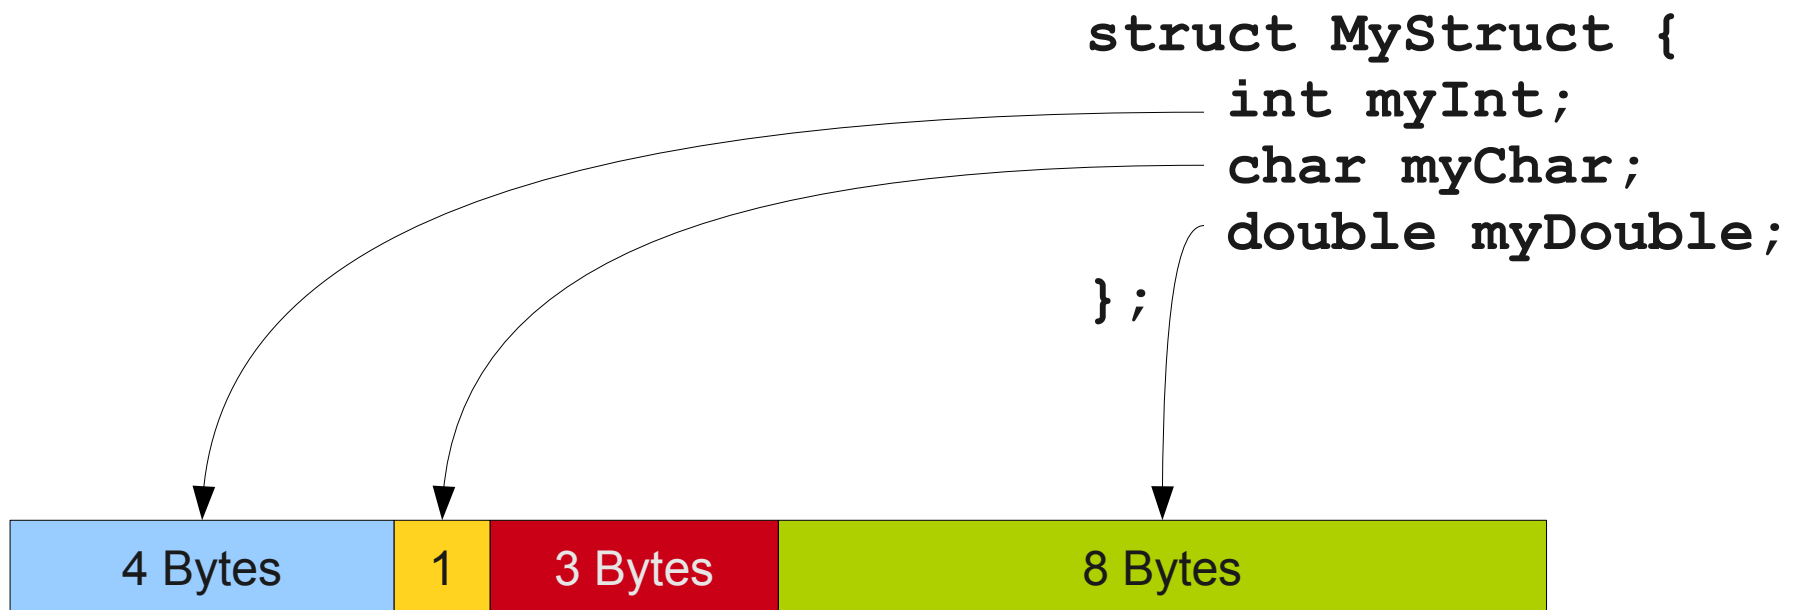 struct MyStruct {
int myInt;
char myChar;
double myDouble;
};
4 Bytes 1 3 Bytes 8 Bytes